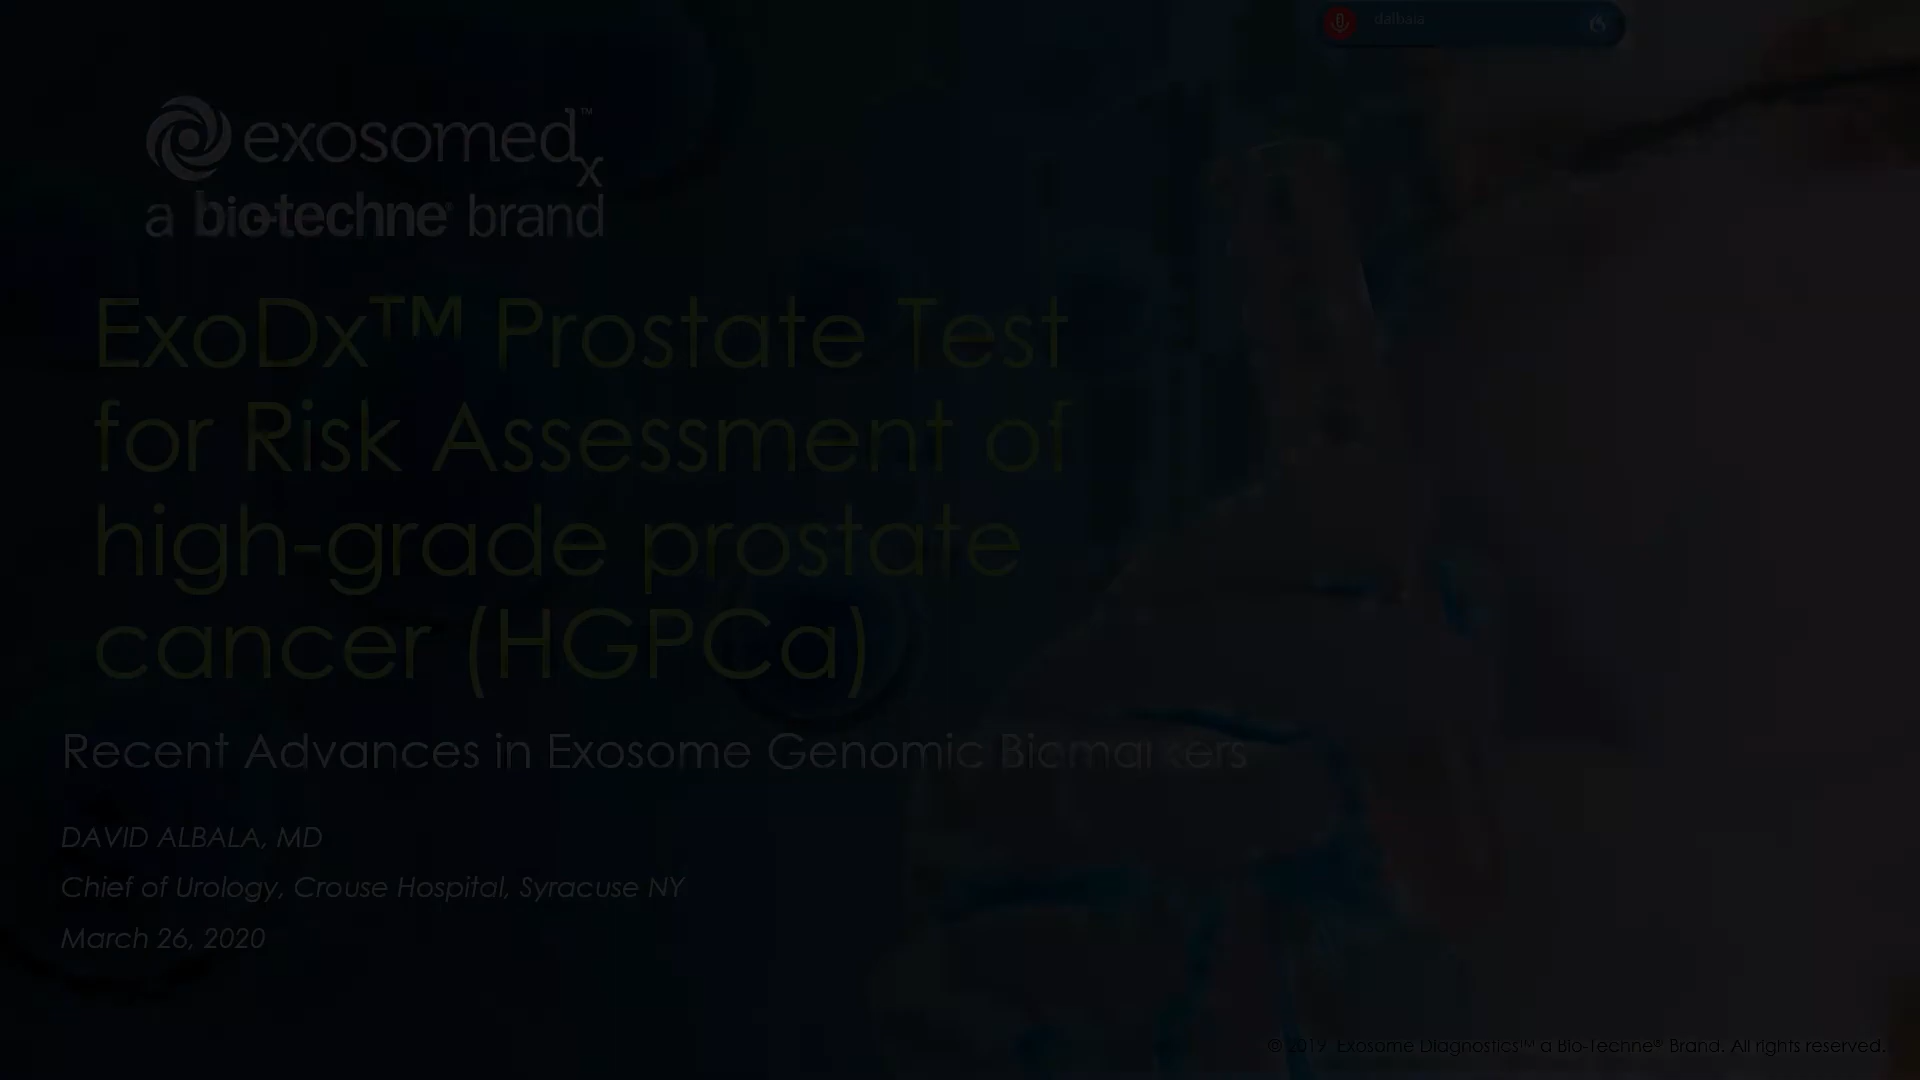 dalbala
exosomedx™
a bio-techne® brand
ExoDx™ Prostate Test
for Risk Assessment of
high-grade prostate
cancer (HGPCa)
Recent Advances in Exosome Genomic Biomarkers
DAVID ALBALA, MD
Chief of Urology, Crouse Hospital, Syracuse NY
March 26, 2020
© 2019 Exosome Diagnostics™ a Bio-Techne® Brand. All rights reserved.